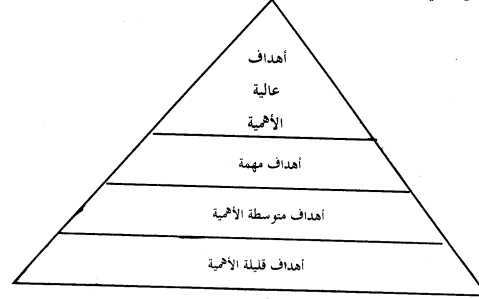 أهداف
عالية
الأهمية
أهداف مهمة
أهداف متوسطة الأهمية
أهداف قليلة الأهمية